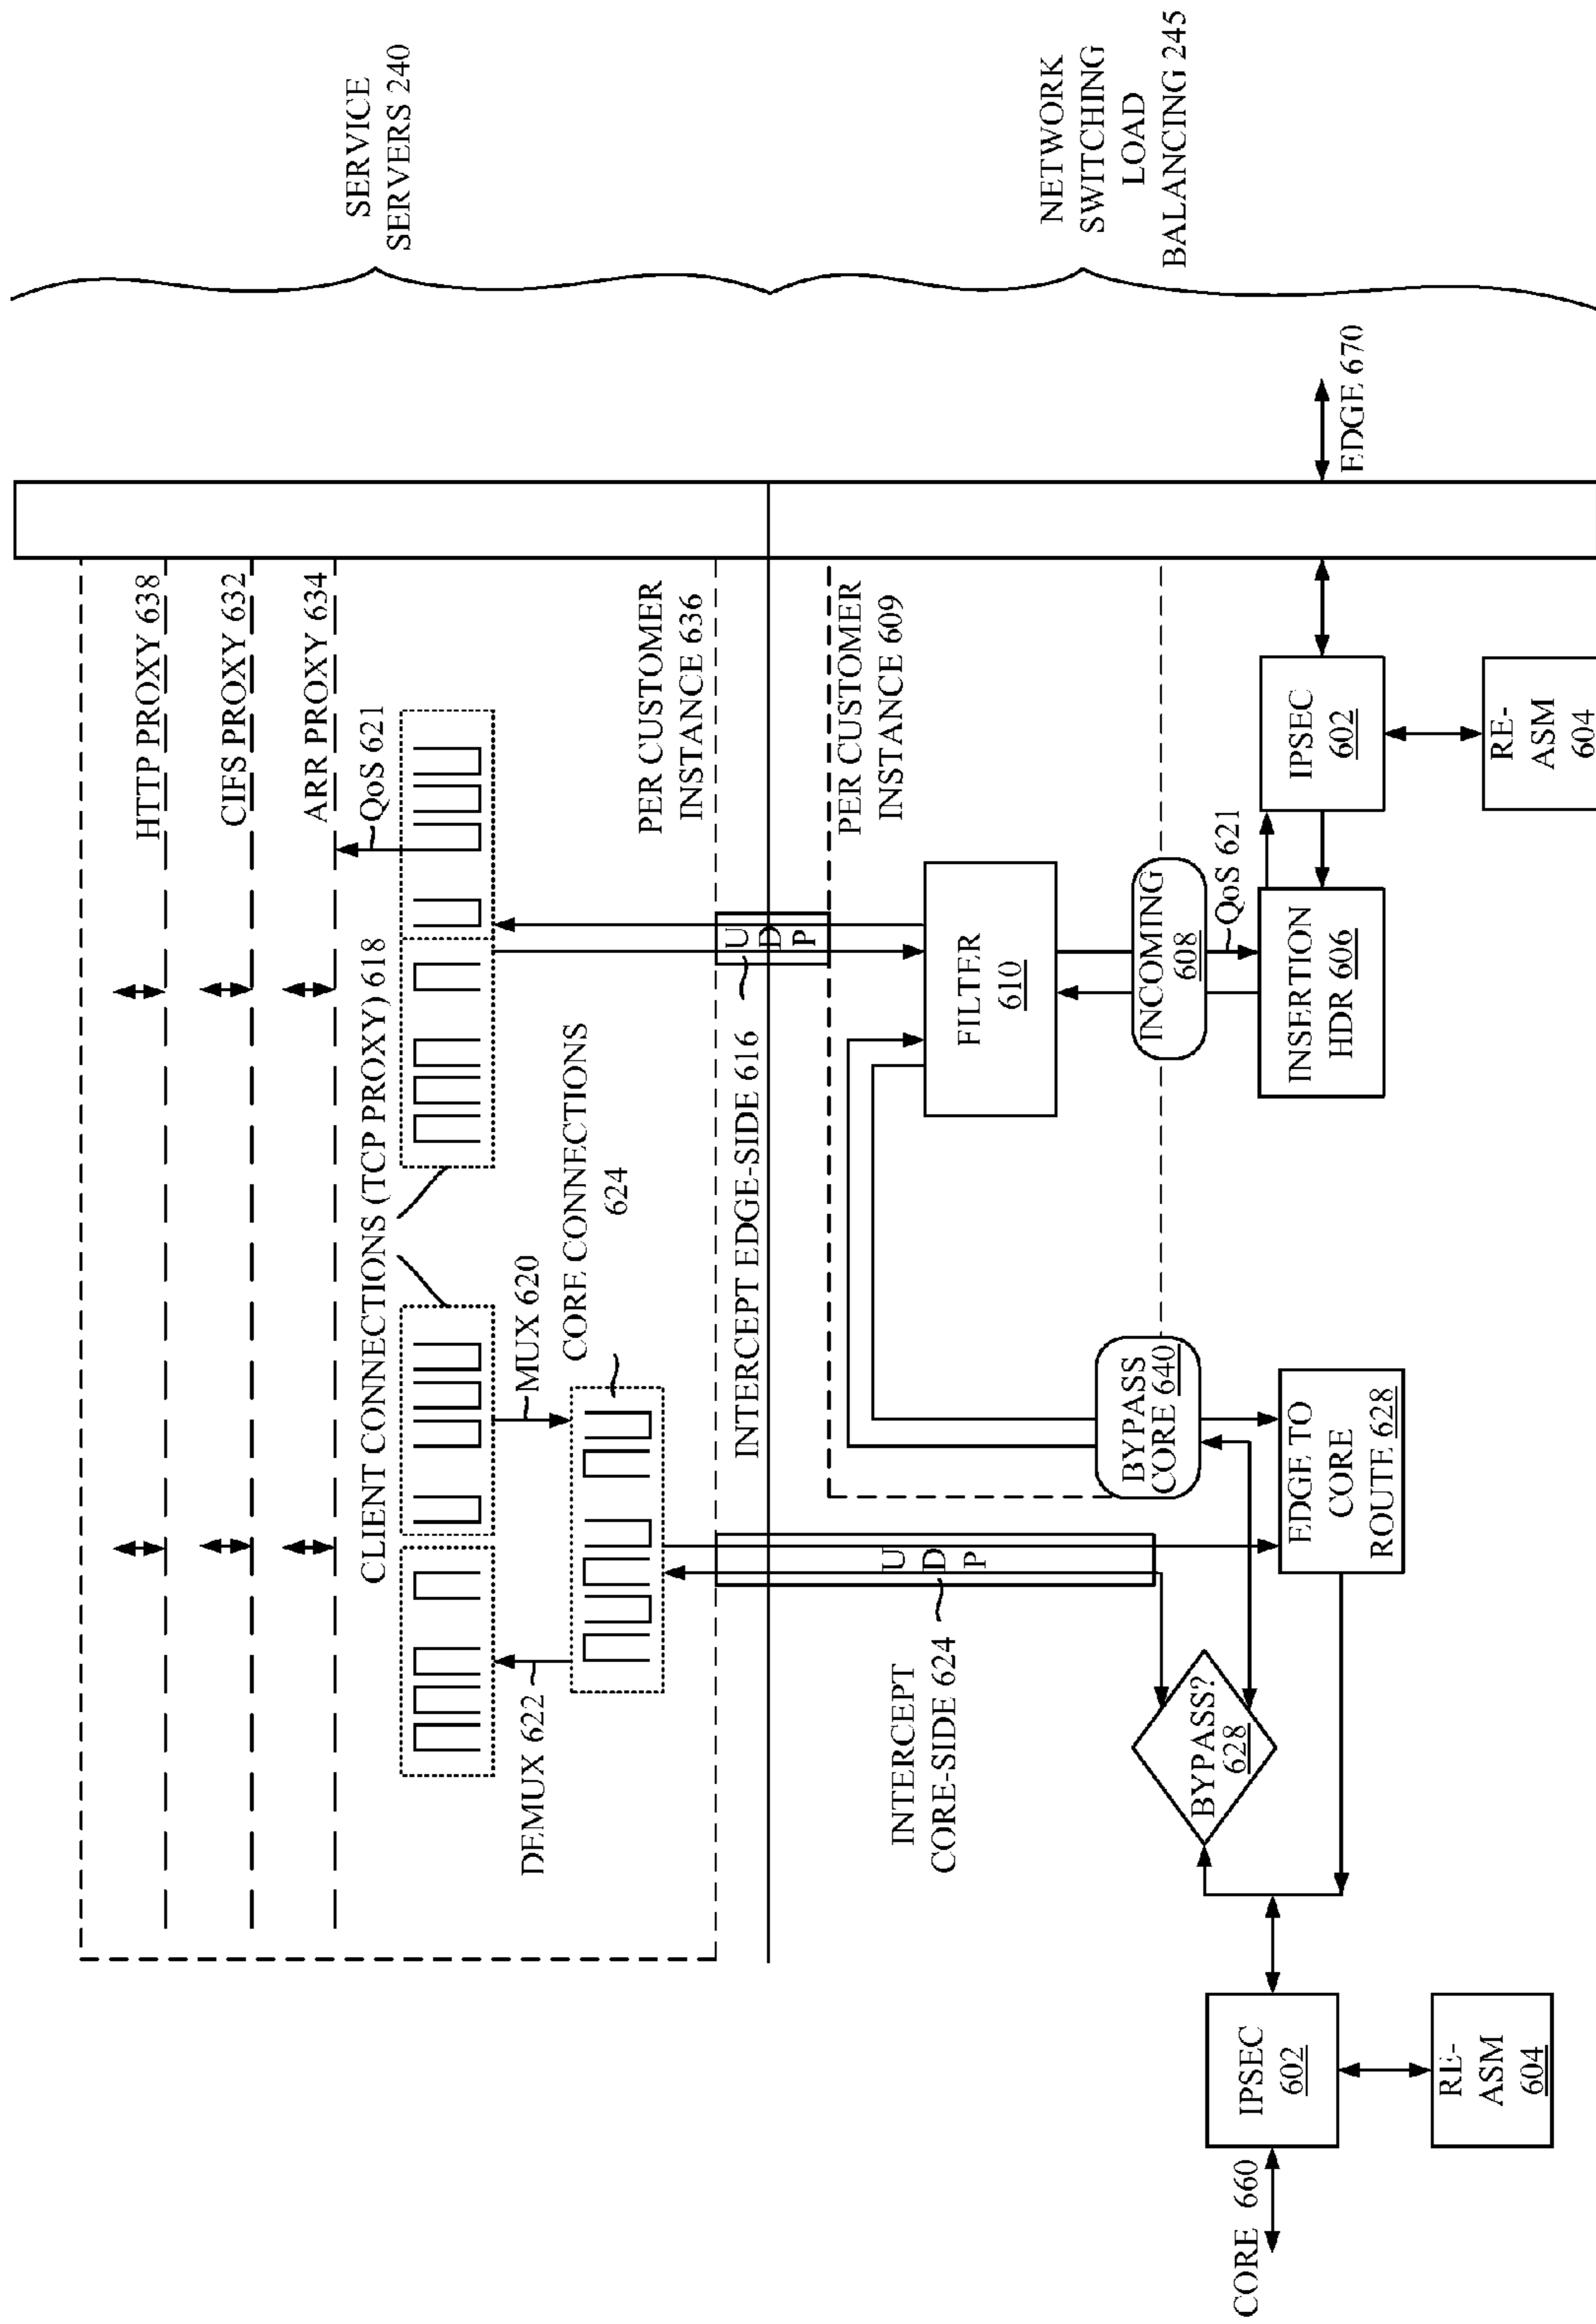 SERVICE
SERVERS 240
NETWORK
SWITCHING
LOAD
BALANCING 245
HTTP PROXY 638
CIFS PROXY 632
ARR PROXY 634
QoS 621
CLIENT CONNECTIONS (TCP PROXY) 618
MUX 620
DEMUX 622
CORE CONNECTIONS
624
PER CUSTOMER
INSTANCE 636
INTERCEPT EDGE-SIDE 616
UDP
PER CUSTOMER
INSTANCE 609
INTERCEPT
CORE-SIDE 624
UDP
FILTER
610
INCOMING
608
QoS 621
BYPASS
CORE 640
BYPASS?
628
EDGE TO
CORE
ROUTE 628
INSERTION
HDR 606
IPSEC
602
RE-
ASM
604
EDGE 670
CORE 660
IPSEC
602
RE-
ASM
604